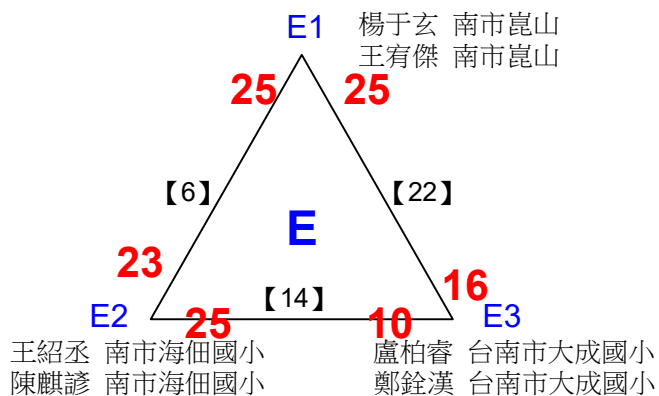 E1
楊于玄 南市崑山
王宥傑 南市崑山
25
25
【6】
【22】
E
23
16
【14】
E2
25
10
E3
王紹丞 南市海佃國小
盧柏睿 台南市大成國小
陳麒諺 南市海佃國小
鄭銓漢 台南市大成國小